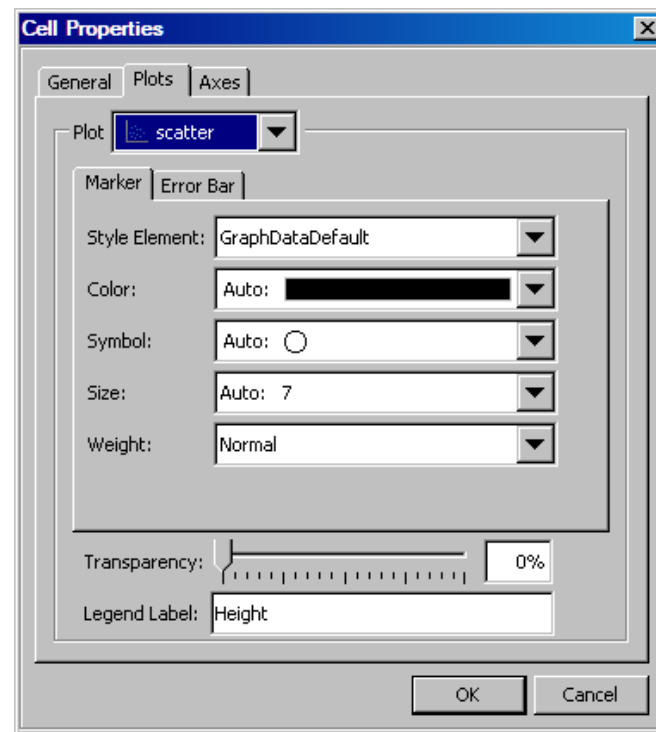 Cell Properties
General Plots Axes
Plot scatter
Marker Error Bar
Style Element: GraphDataDefault
Color: Auto:
Symbol: Auto:
Size: Auto: 7
Weight: Normal
Transparency: 0%
Legend Label: Height
OK Cancel